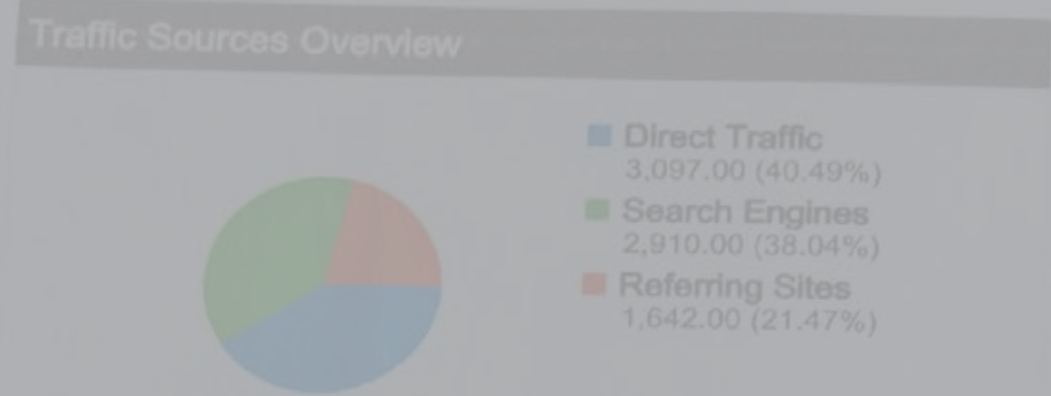 Traffic Sources Overview
Direct Traffic
3,097.00 (40.49%)
Search Engines
2,910.00 (38.04%)
Referring Sites
1,642.00 (21.47%)